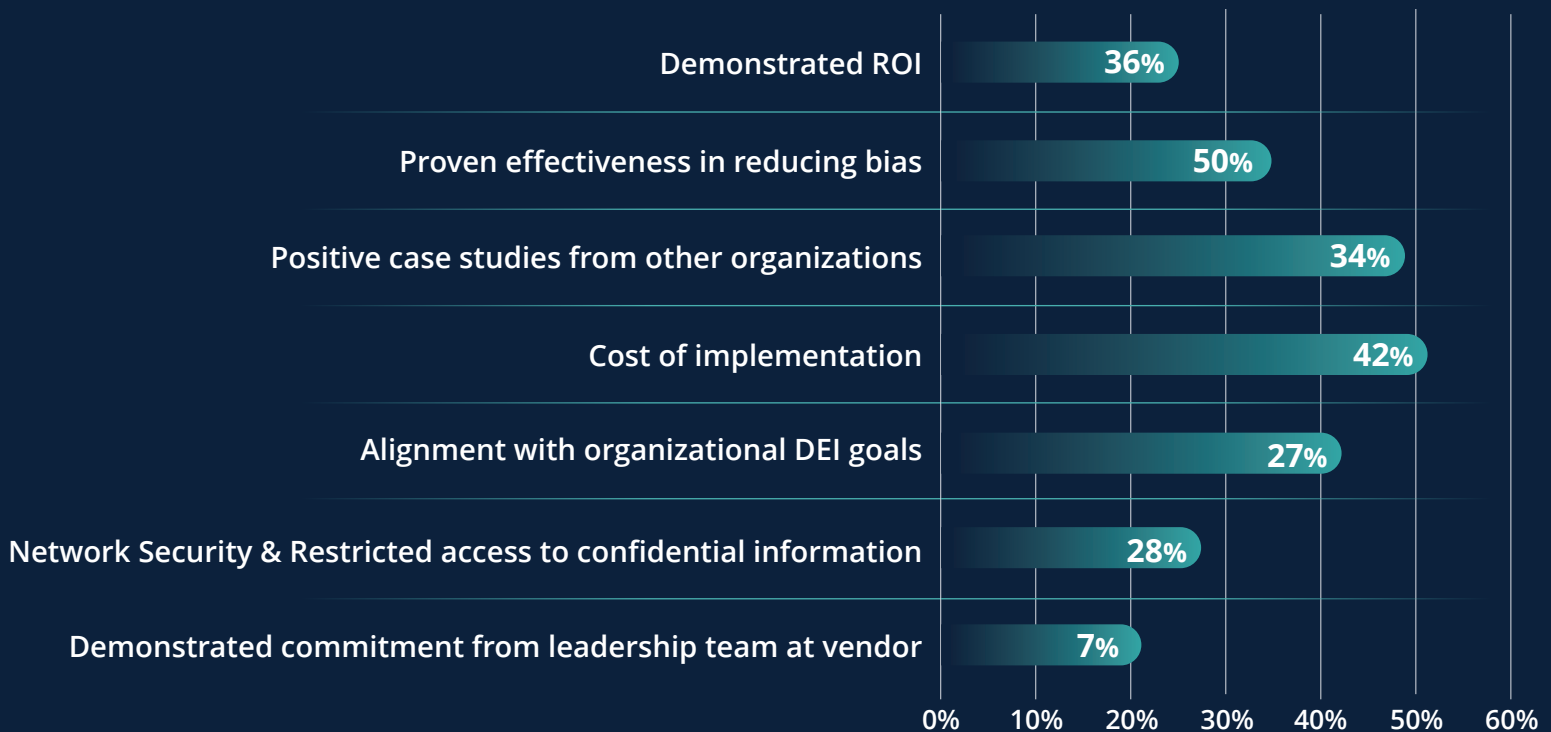 Demonstrated ROI 36%
Proven effectiveness in reducing bias 50%
Positive case studies from other organizations 34%
Cost of implementation 42%
Alignment with organizational DEI goals 27%
Network Security & Restricted access to confidential information 28%
Demonstrated commitment from leadership team at vendor 7%
0% 10% 20% 30% 40% 50% 60%